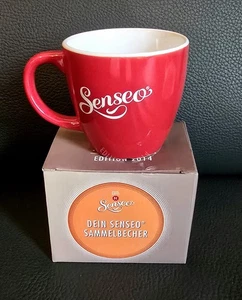 Senseo
EDITION 2014
Senseo
DEIN SENSEO®
SAMMELBECHER.